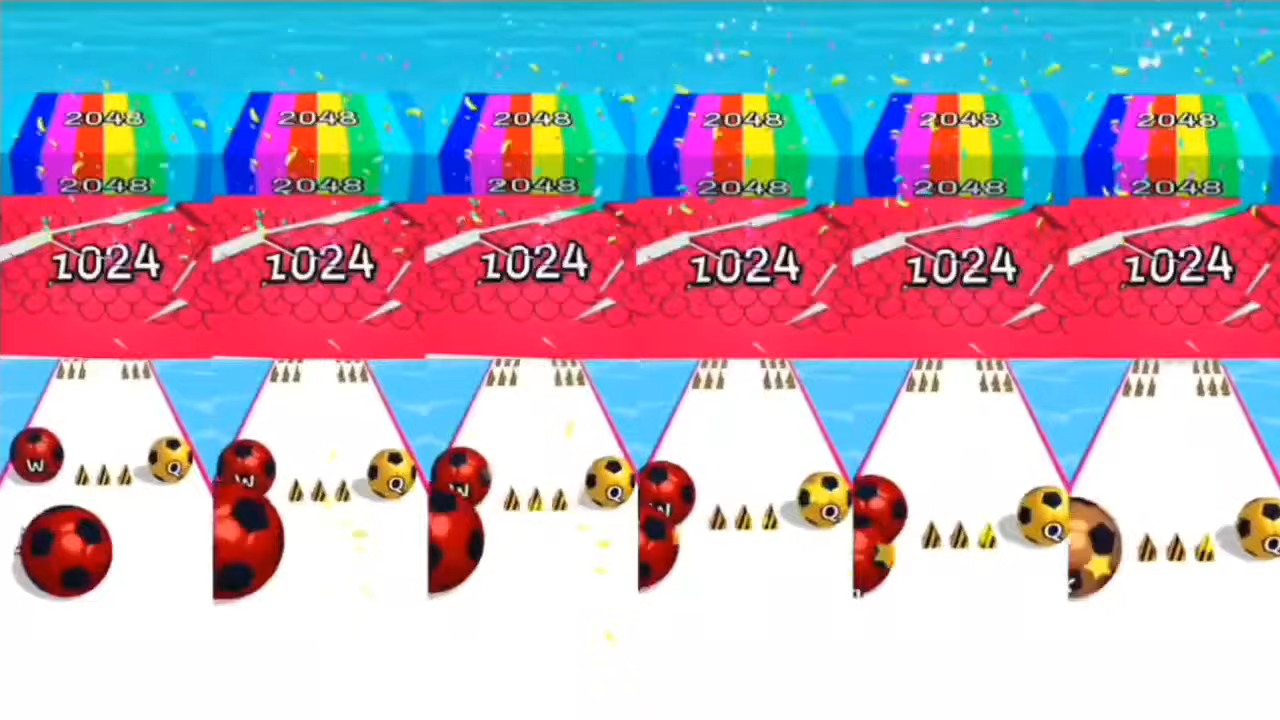 2048 2048 2048 2048 2048 2048
2048 2048 2048 2048 2048 2048
1024 1024 1024 1024 1024 1024
W Q W Q W Q W Q Q Q